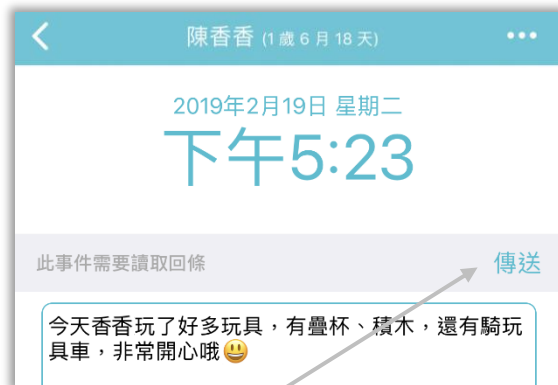 陳香香 (1 歲 6 月 18 天)
2019年2月19日 星期二
下午5:23
此事件需要讀取回條 傳送
今天香香玩了好多玩具，有疊杯、積木，還有騎玩
具車，非常開心哦😃